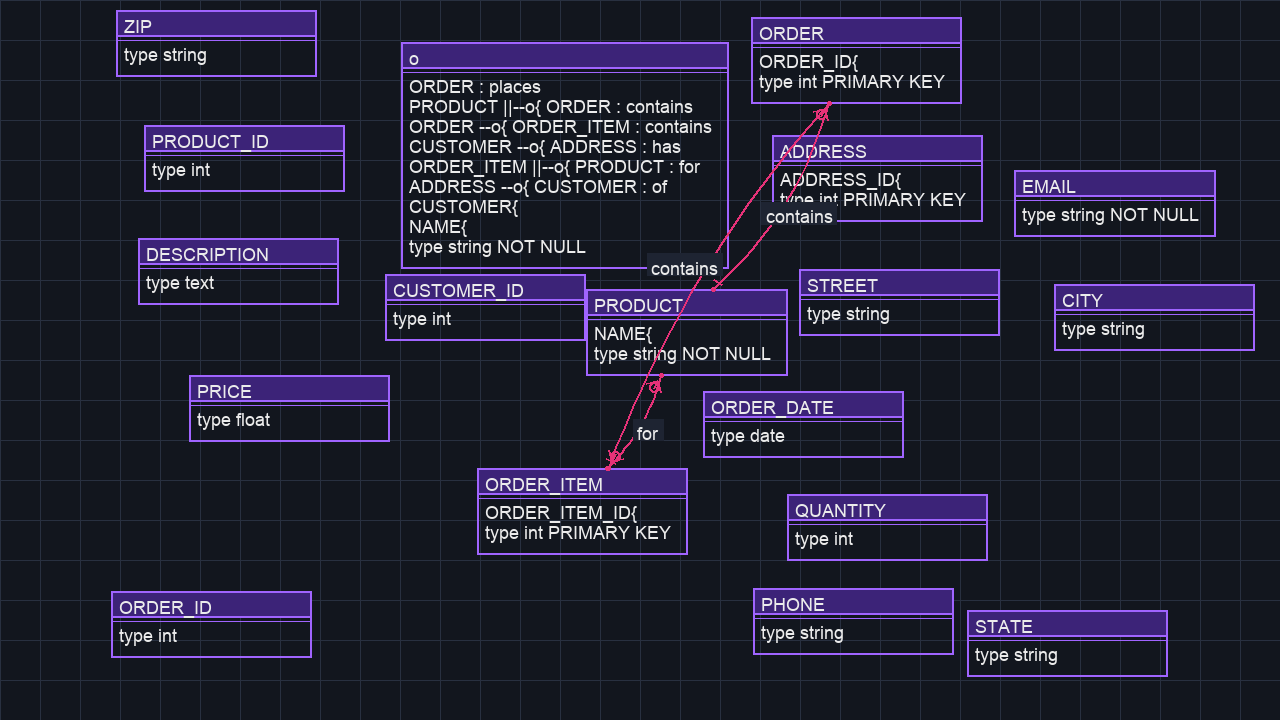 ZIP
type string
o
ORDER : places
PRODUCT ||--o{ ORDER : contains
ORDER --o{ ORDER_ITEM : contains
CUSTOMER --o{ ADDRESS : has
ORDER_ITEM ||--o{ PRODUCT : for
ADDRESS --o{ CUSTOMER : of
CUSTOMER{
NAME{
type string NOT NULL
ORDER
ORDER_ID{
type int PRIMARY KEY
PRODUCT_ID
type int
ADDRESS
ADDRESS_ID{
type int PRIMARY KEY
contains
EMAIL
type string NOT NULL
DESCRIPTION
type text
contains
CUSTOMER_ID
type int
PRODUCT
NAME{
type string NOT NULL
STREET
type string
CITY
type string
PRICE
type float
ORDER_DATE
type date
for
ORDER_ITEM
ORDER_ITEM_ID{
type int PRIMARY KEY
QUANTITY
type int
ORDER_ID
type int
PHONE
type string
STATE
type string